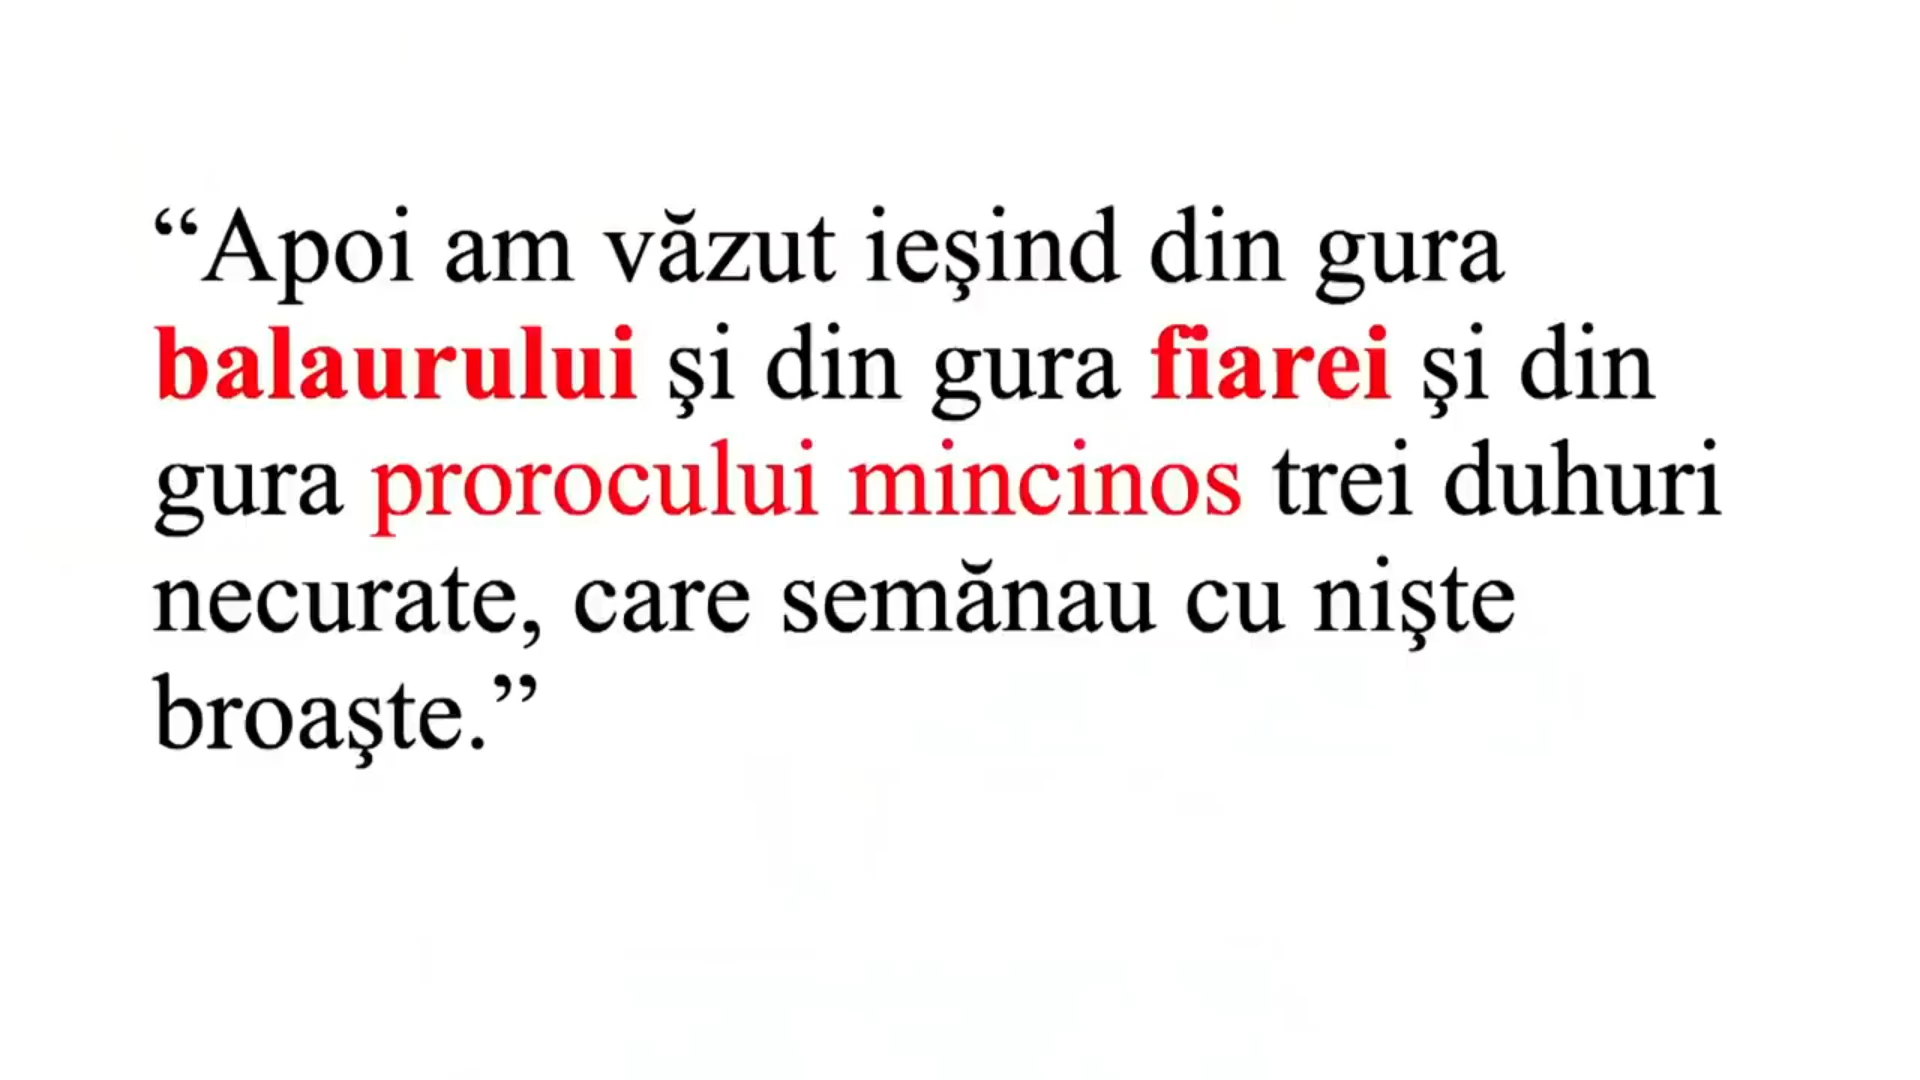 “Apoi am văzut ieşind din gura
balaurului şi din gura fiarei şi din
gura prorocului mincinos trei duhuri
necurate, care semănau cu nişte
broaşte.”